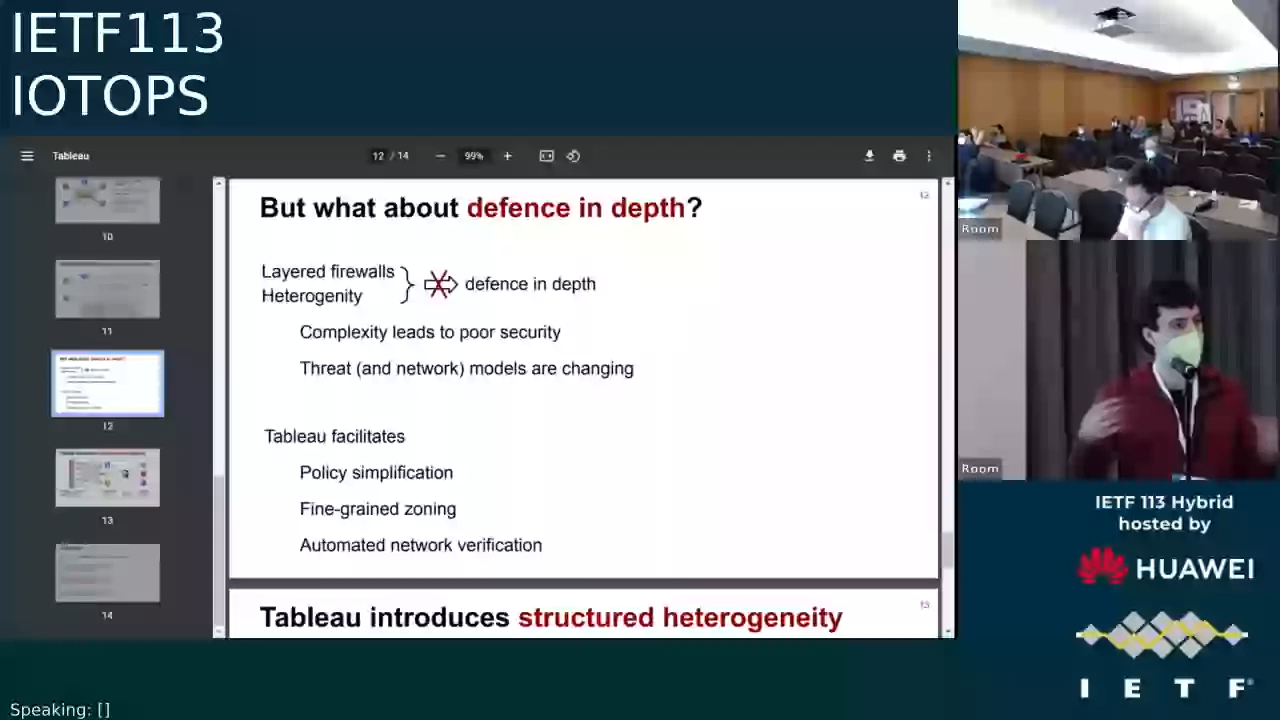 IETF113
IOTOPS
Tableau
12 / 14
99%
10
11
12
13
14
12
But what about defence in depth?
Layered firewalls
Heterogenity
defence in depth
Complexity leads to poor security
Threat (and network) models are changing
Tableau facilitates
Policy simplification
Fine-grained zoning
Automated network verification
13
Tableau introduces structured heterogeneity
Room
Room
IETF 113 Hybrid
hosted by
HUAWEI
I E T F®
Speaking: []